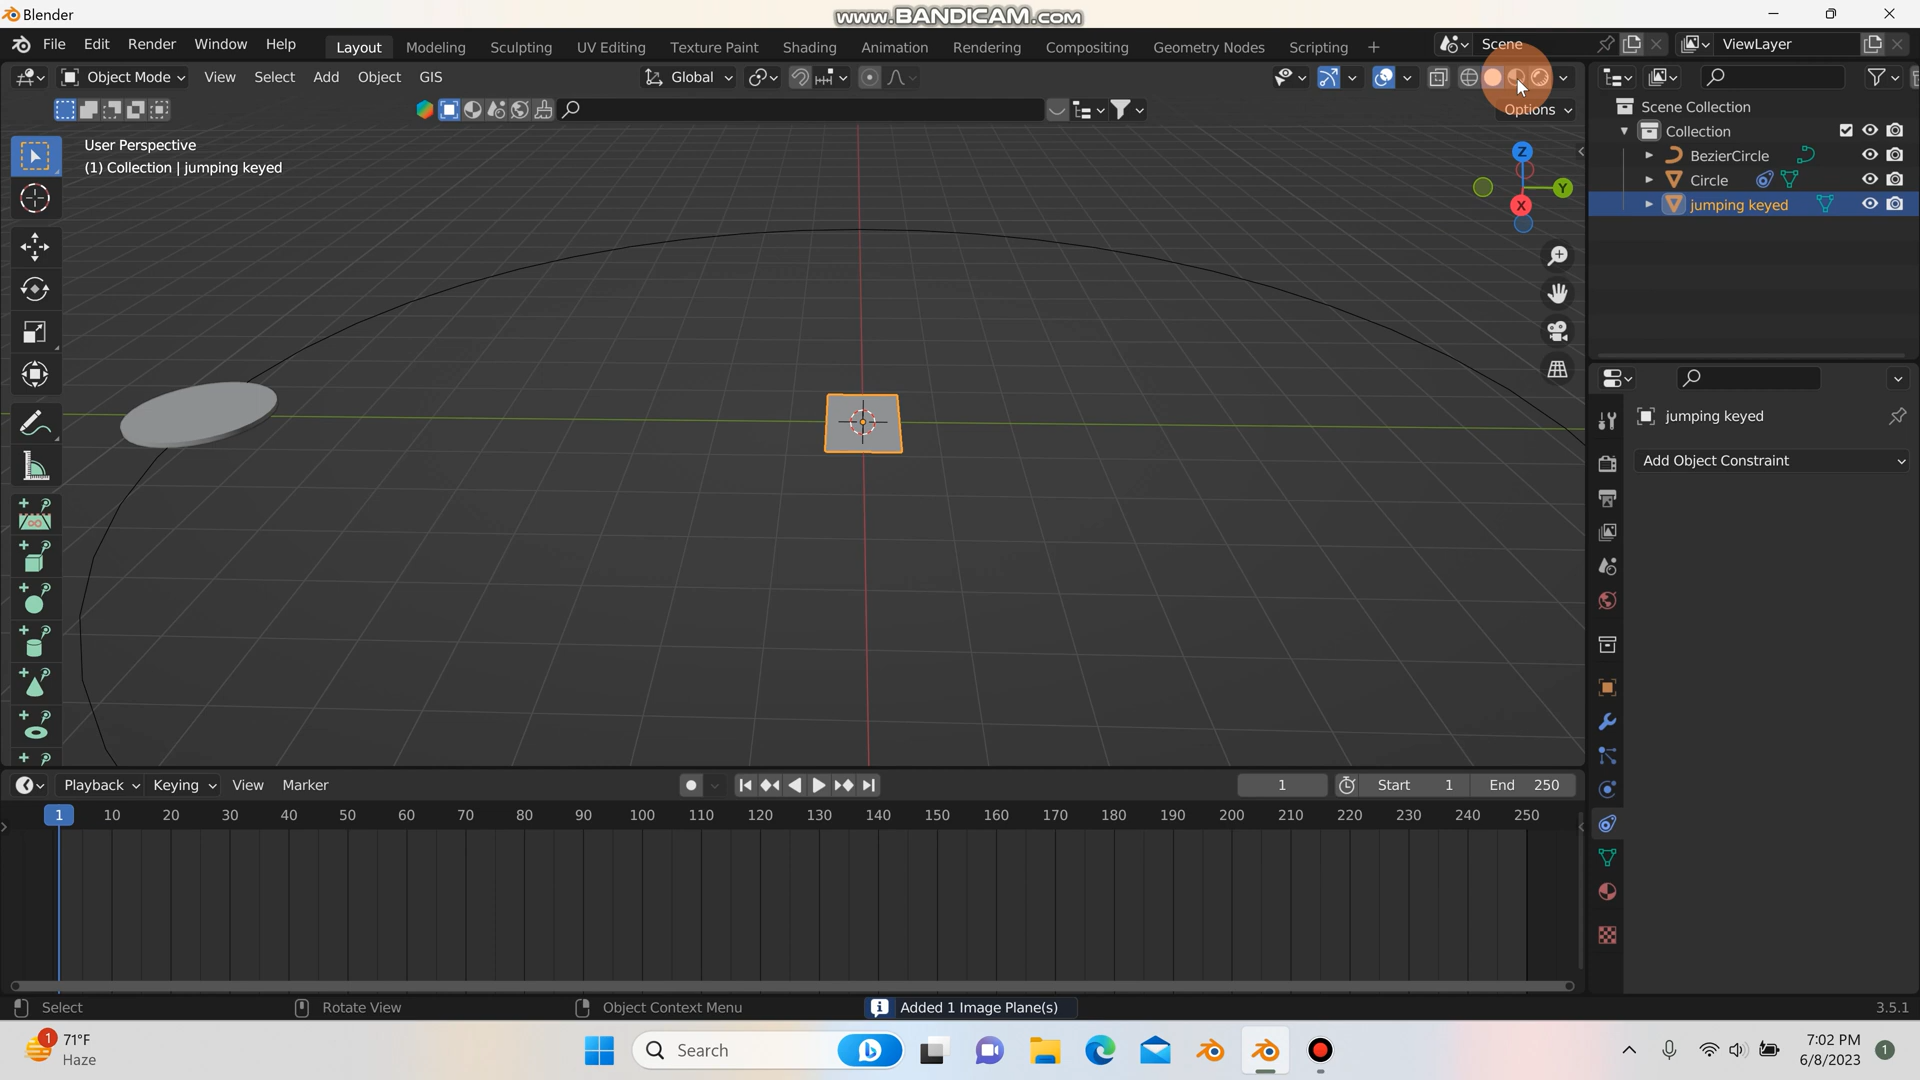 Blender
www.BANDICAM.com
File Edit Render Window Help
Layout Modeling Sculpting UV Editing Texture Paint Shading Animation Rendering Compositing Geometry Nodes Scripting +
Scene
ViewLayer
Object Mode View Select Add Object GIS
Global
Options
User Perspective
(1) Collection | jumping keyed
Z
Y
X
Scene Collection
Collection
BezierCircle
Circle
jumping keyed
jumping keyed
Add Object Constraint
Playback Keying View Marker
1 Start 1 End 250
1 10 20 30 40 50 60 70 80 90 100 110 120 130 140 150 160 170 180 190 200 210 220 230 240 250
Select Rotate View Object Context Menu Added 1 Image Plane(s) 3.5.1
1 71°F
Haze
Search
7:02 PM
6/8/2023
1